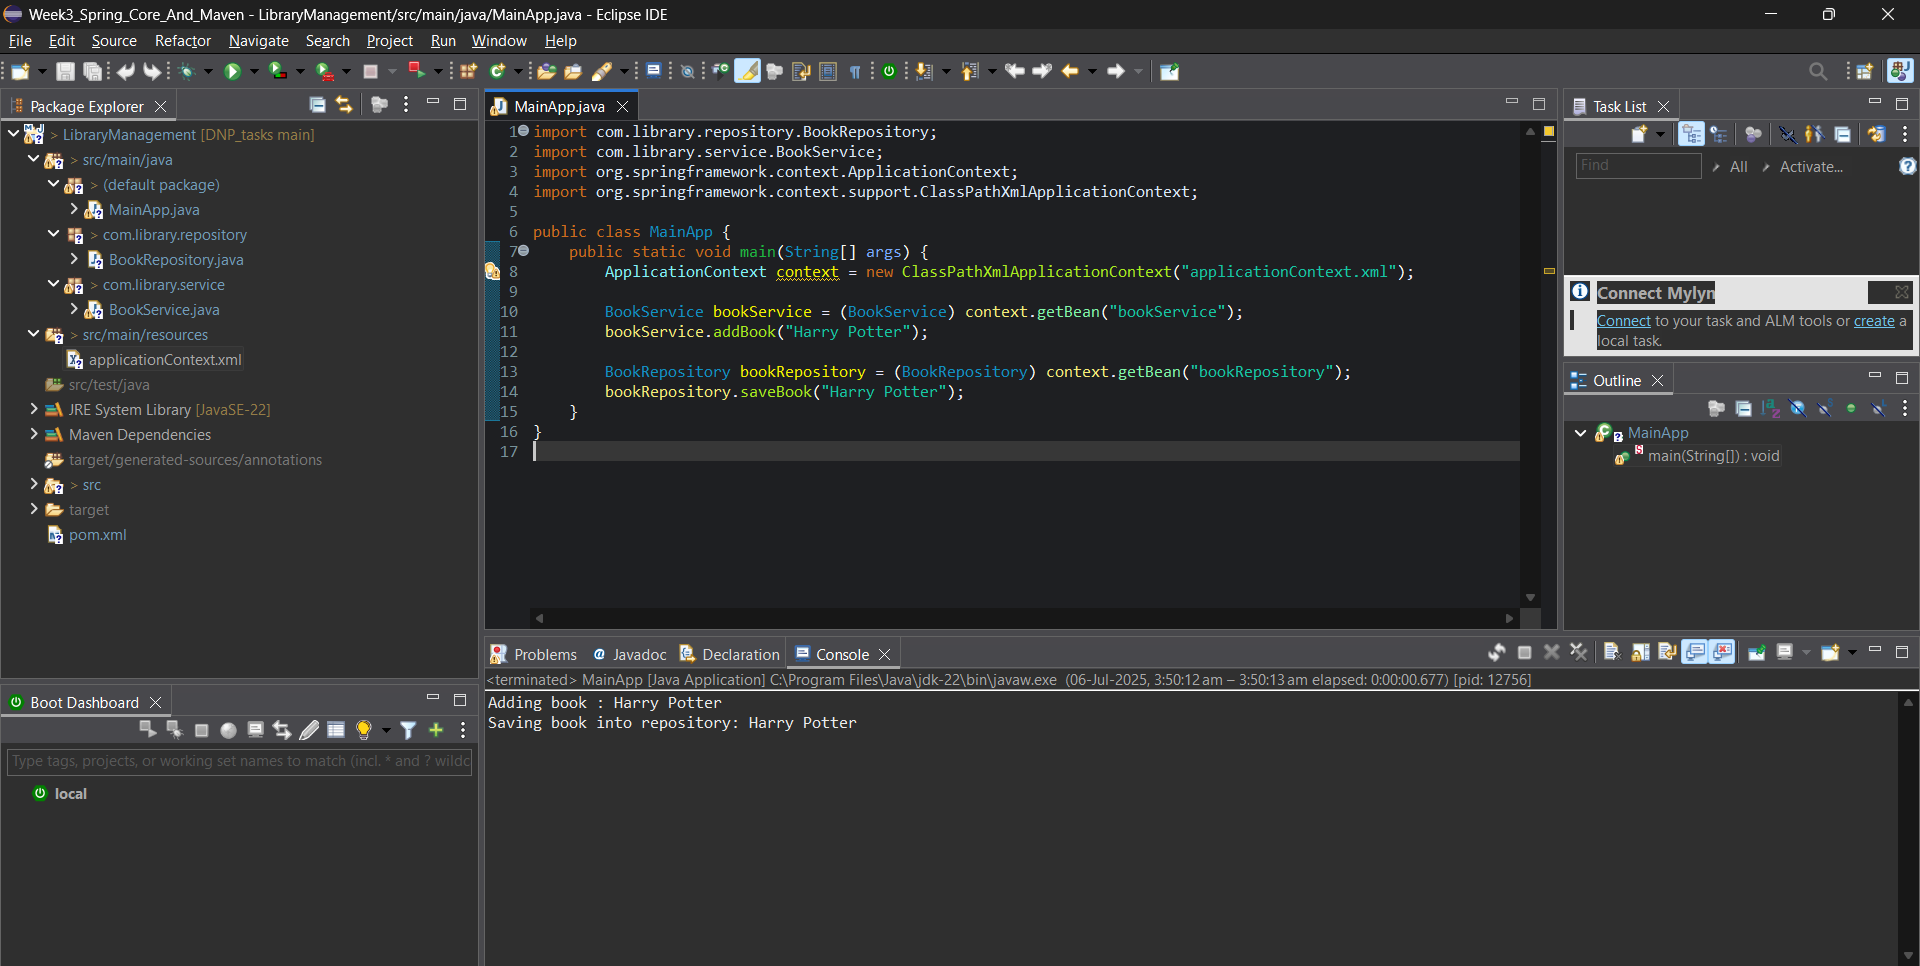 Week3_Spring_Core_And_Maven - LibraryManagement/src/main/java/MainApp.java - Eclipse IDE
File Edit Source Refactor Navigate Search Project Run Window Help
Package Explorer
> LibraryManagement [DNP_tasks main]
> src/main/java
> (default package)
MainApp.java
> com.library.repository
BookRepository.java
> com.library.service
BookService.java
> src/main/resources
applicationContext.xml
src/test/java
JRE System Library [JavaSE-22]
Maven Dependencies
target/generated-sources/annotations
> src
target
pom.xml
Boot Dashboard
Type tags, projects, or working set names to match (incl. * and ? wildc
local
MainApp.java
1 import com.library.repository.BookRepository;
2 import com.library.service.BookService;
3 import org.springframework.context.ApplicationContext;
4 import org.springframework.context.support.ClassPathXmlApplicationContext;
5
6 public class MainApp {
7     public static void main(String[] args) {
8         ApplicationContext context = new ClassPathXmlApplicationContext("applicationContext.xml");
9
10         BookService bookService = (BookService) context.getBean("bookService");
11         bookService.addBook("Harry Potter");
12
13         BookRepository bookRepository = (BookRepository) context.getBean("bookRepository");
14         bookRepository.saveBook("Harry Potter");
15     }
16 }
17
Problems @ Javadoc Declaration Console
<terminated> MainApp [Java Application] C:\Program Files\Java\jdk-22\bin\javaw.exe (06-Jul-2025, 3:50:12 am – 3:50:13 am elapsed: 0:00:00.677) [pid: 12756]
Adding book : Harry Potter
Saving book into repository: Harry Potter
Task List
Find
All
Activate...
Connect Mylyn
Connect to your task and ALM tools or create a
local task.
Outline
MainApp
main(String[]) : void